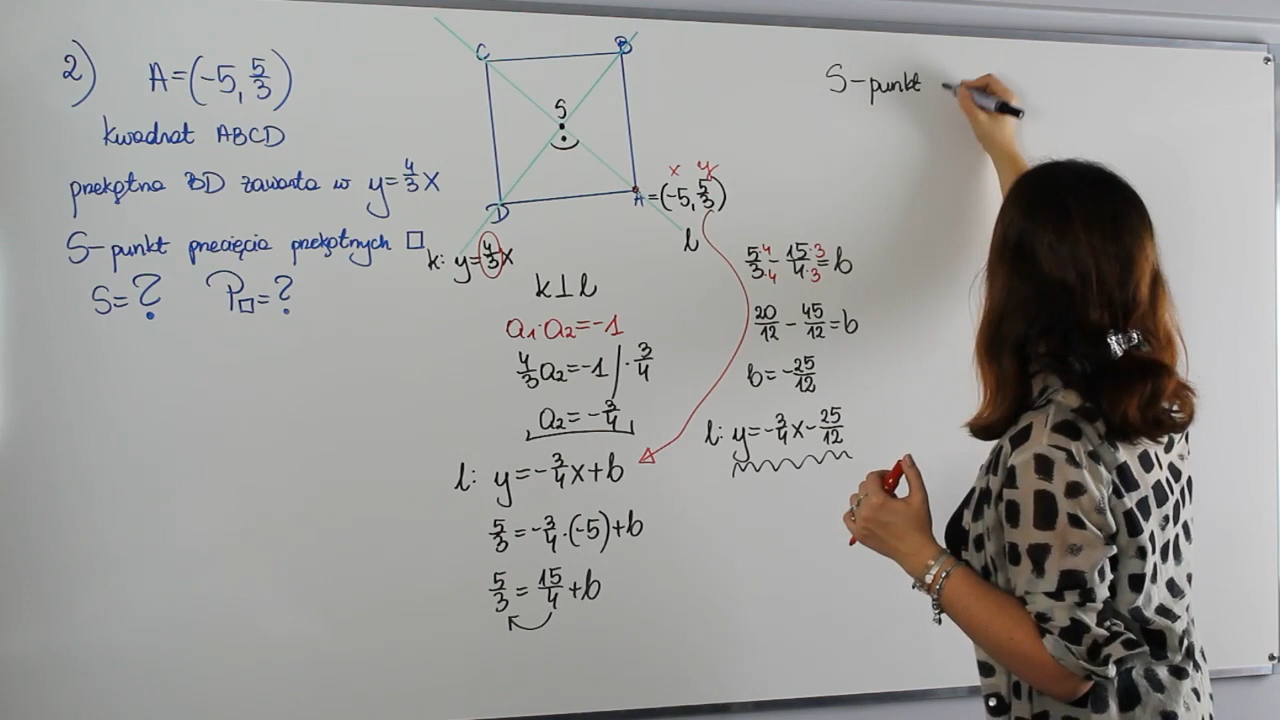 2) A=(-5, 5/3)
kwadrat ABCD
przekątna BD zawarta w y=4/3x
S-punkt przecięcia przekątnych □
S=? P□=?
C B
S
D A=(-5, 5/3)
x y
l
k: y=4/3x
k⊥l
a₁·a₂=-1
4/3a₂=-1 |·3/4
a₂=-3/4
l: y=-3/4x+b
5/3=-3/4·(-5)+b
5/3=15/4+b
5·4/3·4-15·3/4·3=b
20/12-45/12=b
b=-25/12
l: y=-3/4x-25/12
S-punkt